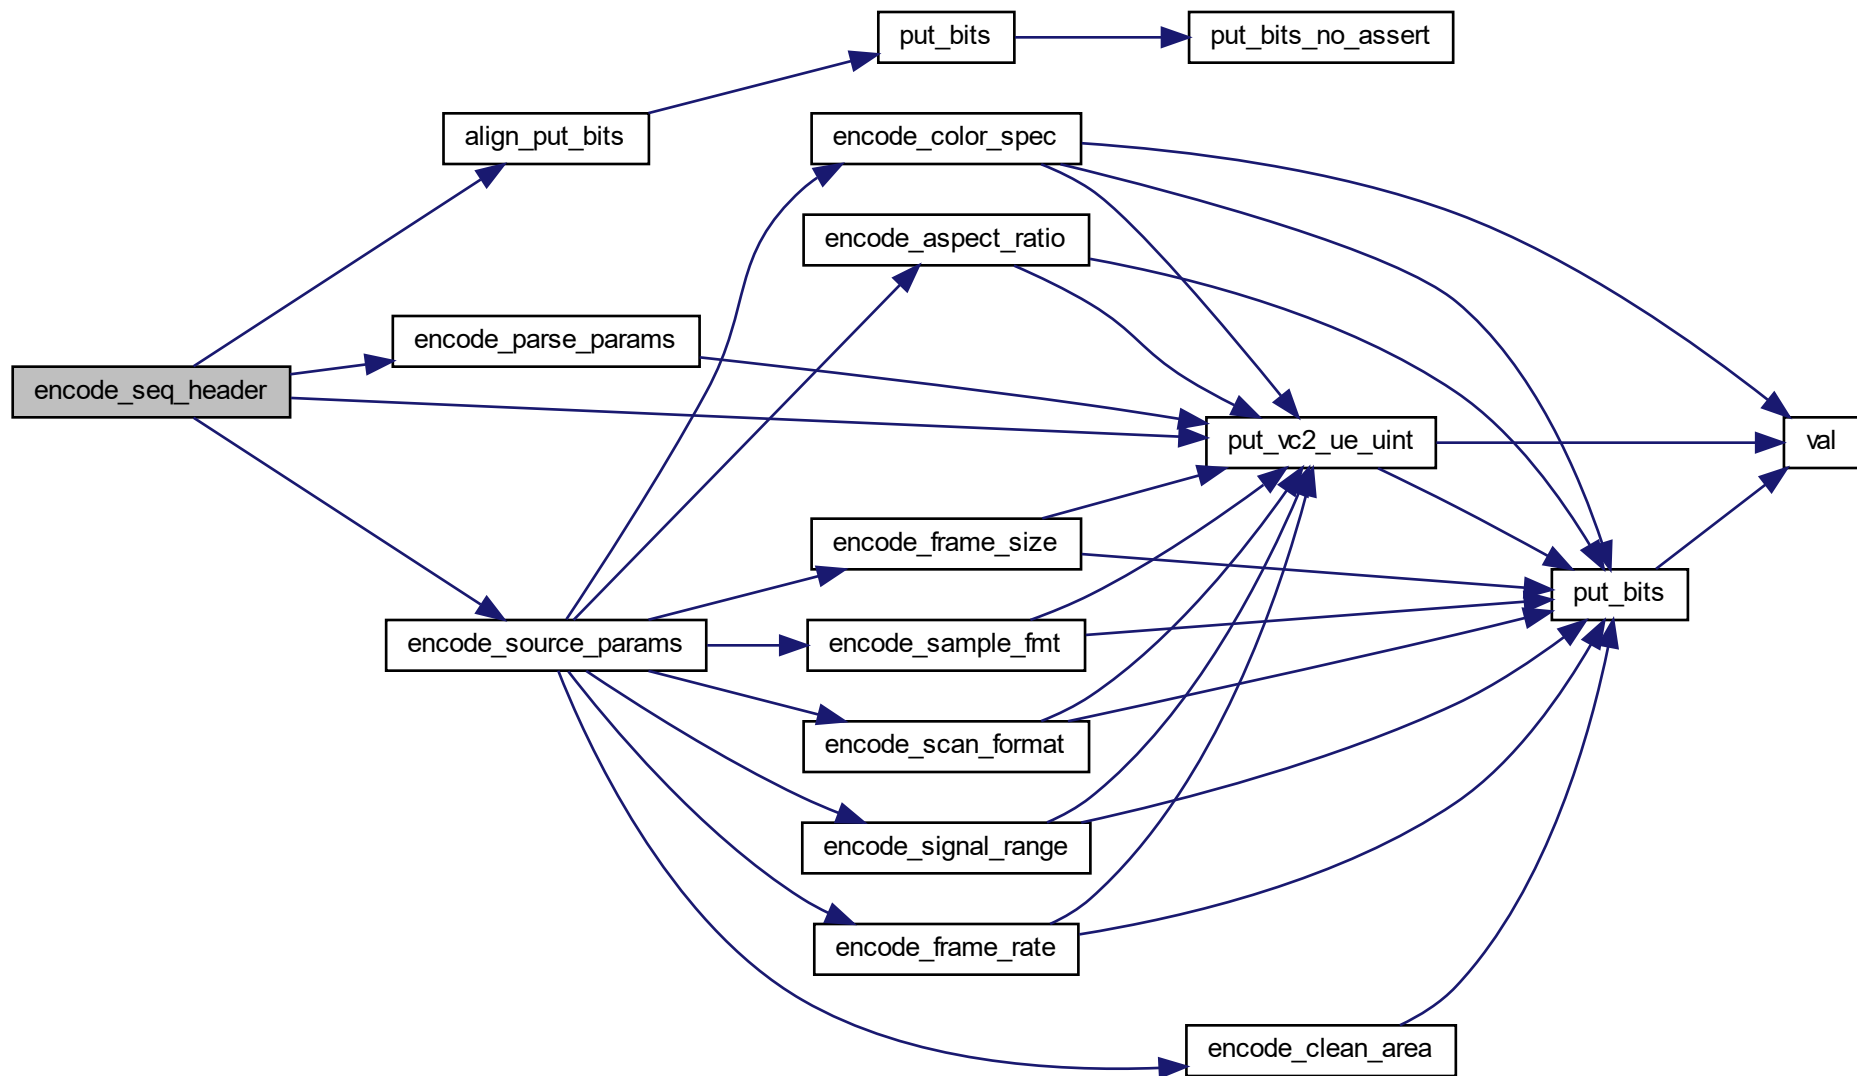 put_bits
put_bits_no_assert
align_put_bits
encode_color_spec
encode_aspect_ratio
encode_parse_params
encode_seq_header
put_vc2_ue_uint
val
encode_frame_size
put_bits
encode_source_params
encode_sample_fmt
encode_scan_format
encode_signal_range
encode_frame_rate
encode_clean_area